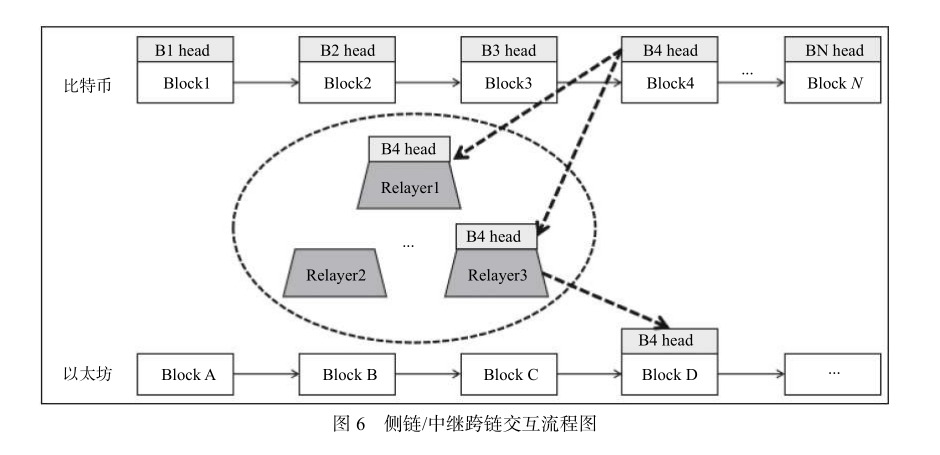 B1 head B2 head B3 head B4 head BN head
比特币 Block1 Block2 Block3 Block4 ... Block N
B4 head
Relayer1
... B4 head
Relayer2 Relayer3
B4 head
以太坊 Block A Block B Block C Block D ...
图 6 侧链/中继跨链交互流程图